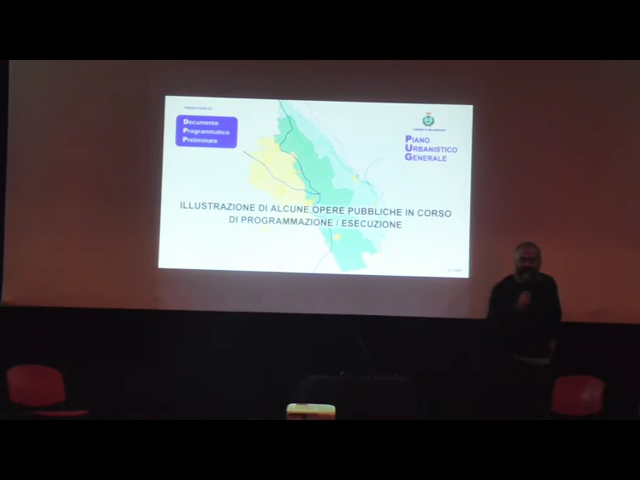 Documento
Programmatico
Preliminare
PIANO
URBANISTICO
GENERALE
ILLUSTRAZIONE DI ALCUNE OPERE PUBBLICHE IN CORSO
DI PROGRAMMAZIONE / ESECUZIONE